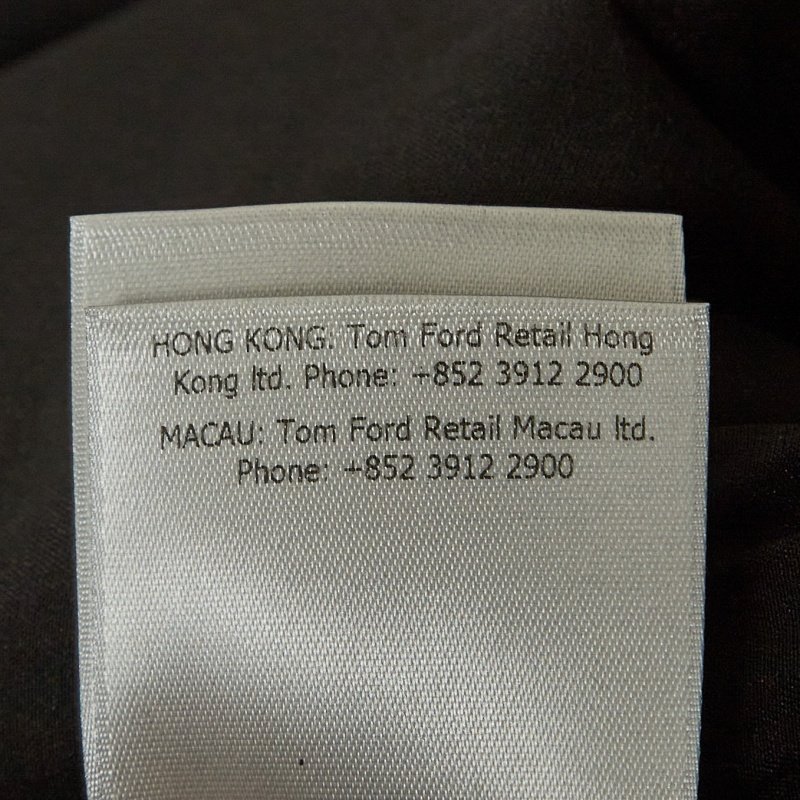 HONG KONG. Tom Ford Retail Hong
Kong ltd. Phone: +852 3912 2900
MACAU: Tom Ford Retail Macau ltd.
Phone: +852 3912 2900